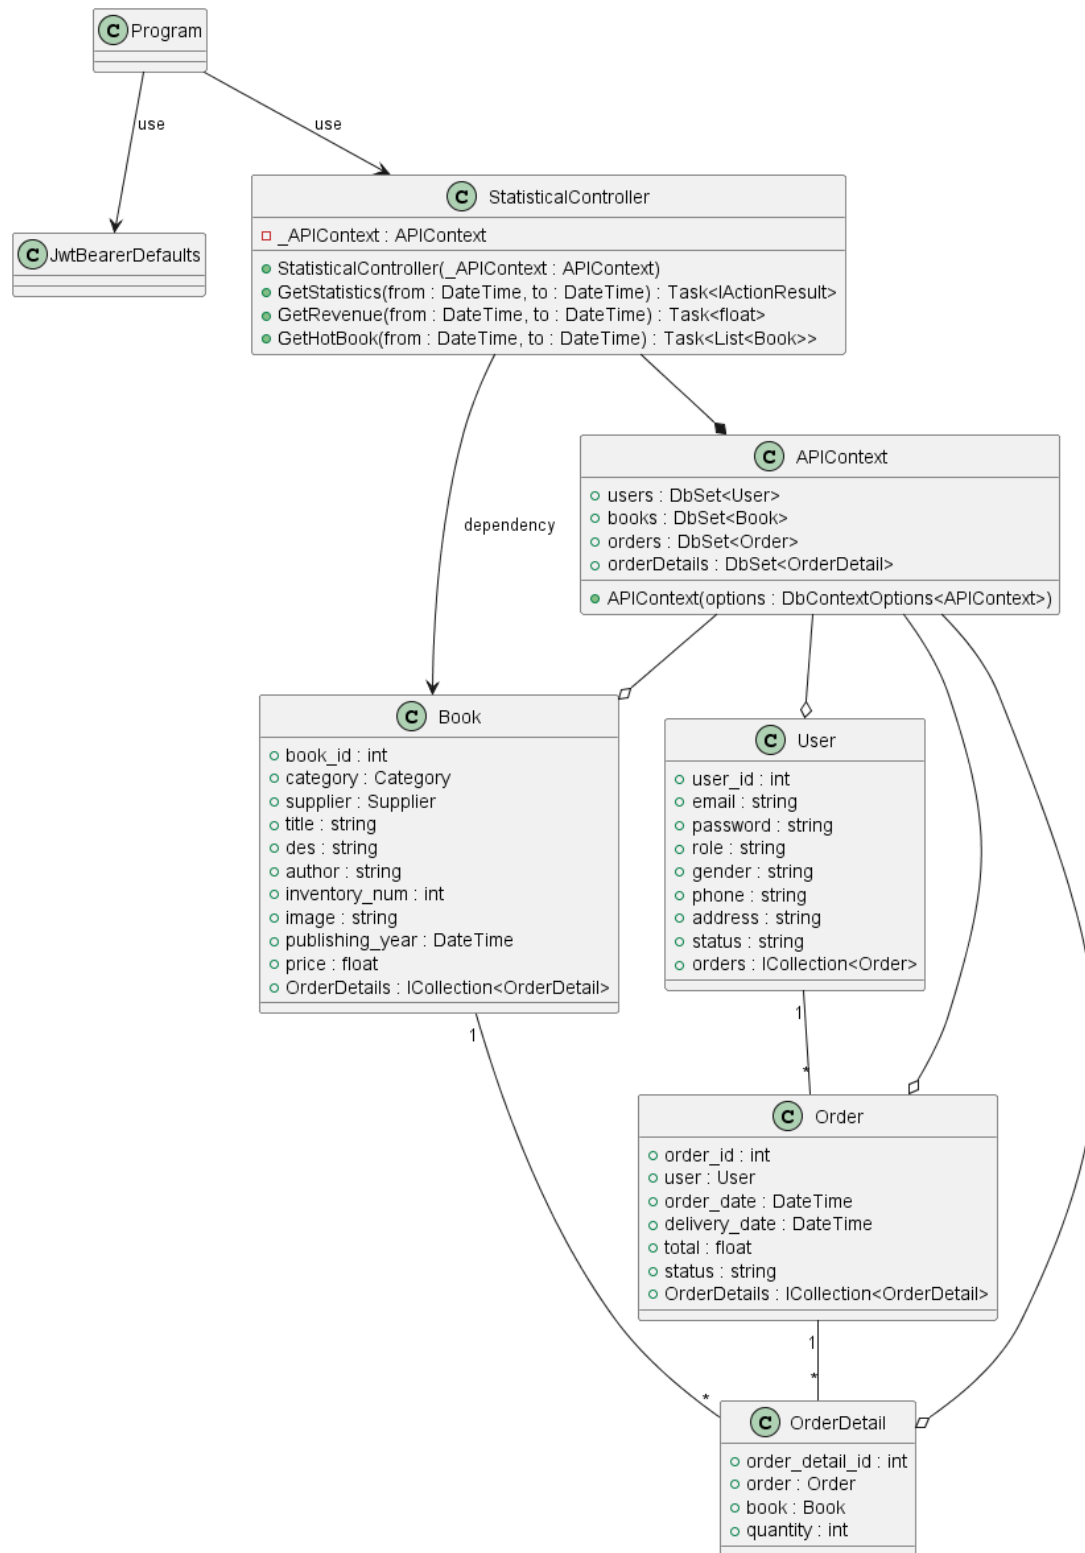 C Program
use
use
C JwtBearerDefaults
C StatisticalController
_APIContext : APIContext
StatisticalController(_APIContext : APIContext)
GetStatistics(from : DateTime, to : DateTime) : Task<IActionResult>
GetRevenue(from : DateTime, to : DateTime) : Task<float>
GetHotBook(from : DateTime, to : DateTime) : Task<List<Book>>
dependency
C APIContext
users : DbSet<User>
books : DbSet<Book>
orders : DbSet<Order>
orderDetails : DbSet<OrderDetail>
APIContext(options : DbContextOptions<APIContext>)
C Book
book_id : int
category : Category
supplier : Supplier
title : string
des : string
author : string
inventory_num : int
image : string
publishing_year : DateTime
price : float
OrderDetails : ICollection<OrderDetail>
C User
user_id : int
email : string
password : string
role : string
gender : string
phone : string
address : string
status : string
orders : ICollection<Order>
1
1
*
C Order
order_id : int
user : User
order_date : DateTime
delivery_date : DateTime
total : float
status : string
OrderDetails : ICollection<OrderDetail>
1
*
*
C OrderDetail
order_detail_id : int
order : Order
book : Book
quantity : int